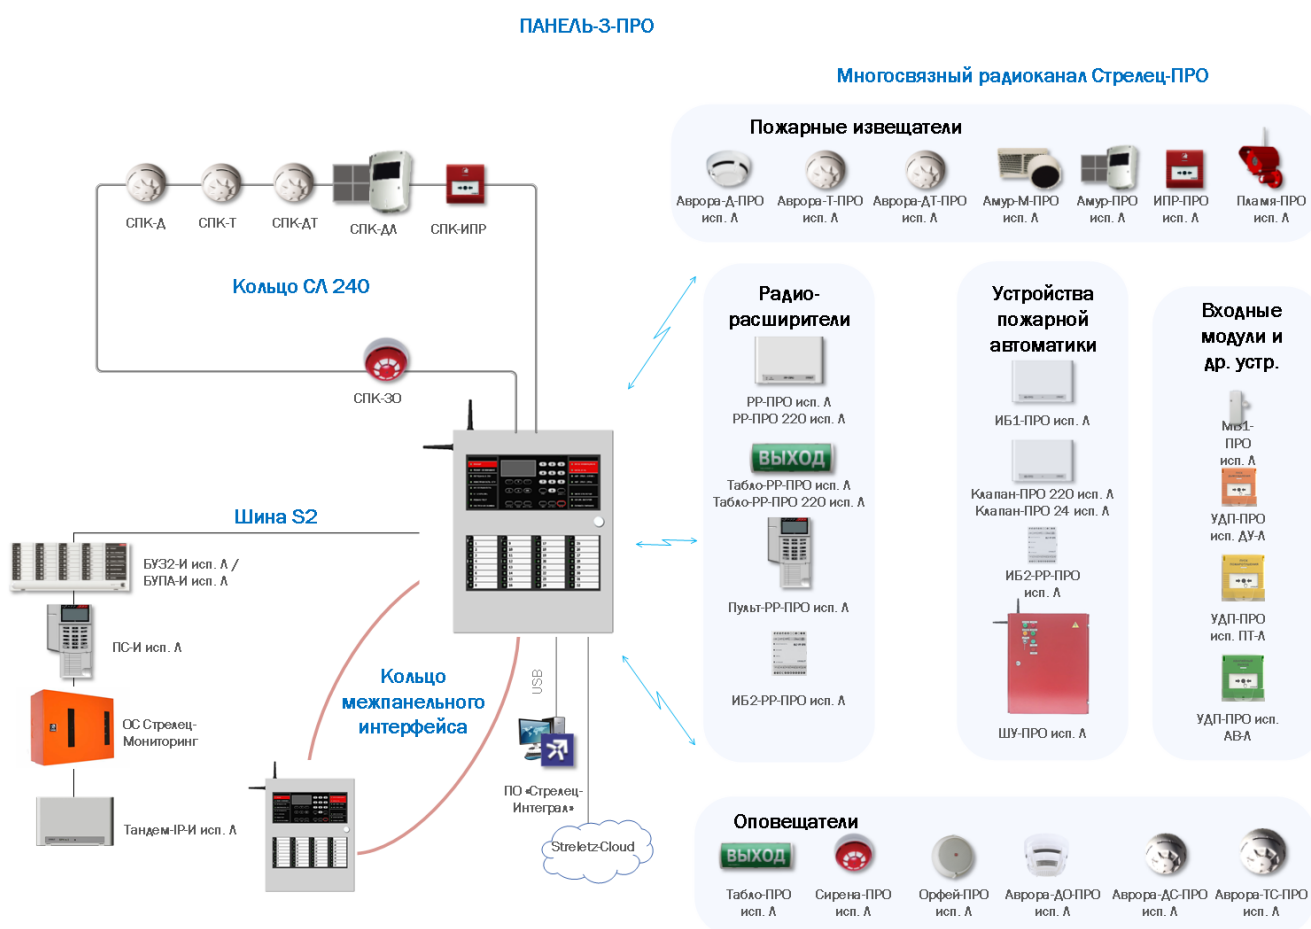 ПАНЕЛЬ-3-ПРО
Многосвязный радиоканал Стрелец-ПРО
Пожарные извещатели
Аврора-Д-ПРО
исп. Л
Аврора-Т-ПРО
исп. Л
Аврора-ДТ-ПРО
исп. Л
Амур-М-ПРО
исп. Л
Амур-ПРО
исп. Л
ИПР-ПРО
исп. Л
Пламя-ПРО
исп. Л
СПК-Д
СПК-Т
СПК-ДТ
СПК-ДЛ
СПК-ИПР
Кольцо СЛ 240
СПК-ЗО
Радио-
расширители
РР-ПРО исп. Л
РР-ПРО 220 исп. Л
ВЫХОД
Табло-РР-ПРО исп. Л
Табло-РР-ПРО 220 исп. Л
Пульт-РР-ПРО исп. Л
ИБ2-РР-ПРО исп. Л
Устройства
пожарной
автоматики
ИБ1-ПРО исп. Л
Клапан-ПРО 220 исп. Л
Клапан-ПРО 24 исп. Л
ИБ2-РР-ПРО
исп. Л
ШУ-ПРО исп. Л
Входные
модули и
др. устр.
МВ1-
ПРО
исп. Л
УДП-ПРО
исп. ДУ-Л
УДП-ПРО
исп. ПТ-Л
УДП-ПРО исп.
АВ-Л
Шина S2
БУ32-И исп. Л /
БУПА-И исп. Л
ПС-И исп. Л
ОС Стрелец-
Мониторинг
Тандем-IP-И исп. Л
Кольцо
межпанельного
интерфейса
USB
ПО «Стрелец-
Интеграл»
Streletz-Cloud
Оповещатели
ВЫХОД
Табло-ПРО
исп. Л
Сирена-ПРО
исп. Л
Орфей-ПРО
исп. Л
Аврора-ДО-ПРО
исп. Л
Аврора-ДС-ПРО
исп. Л
Аврора-ТС-ПРО
исп. Л